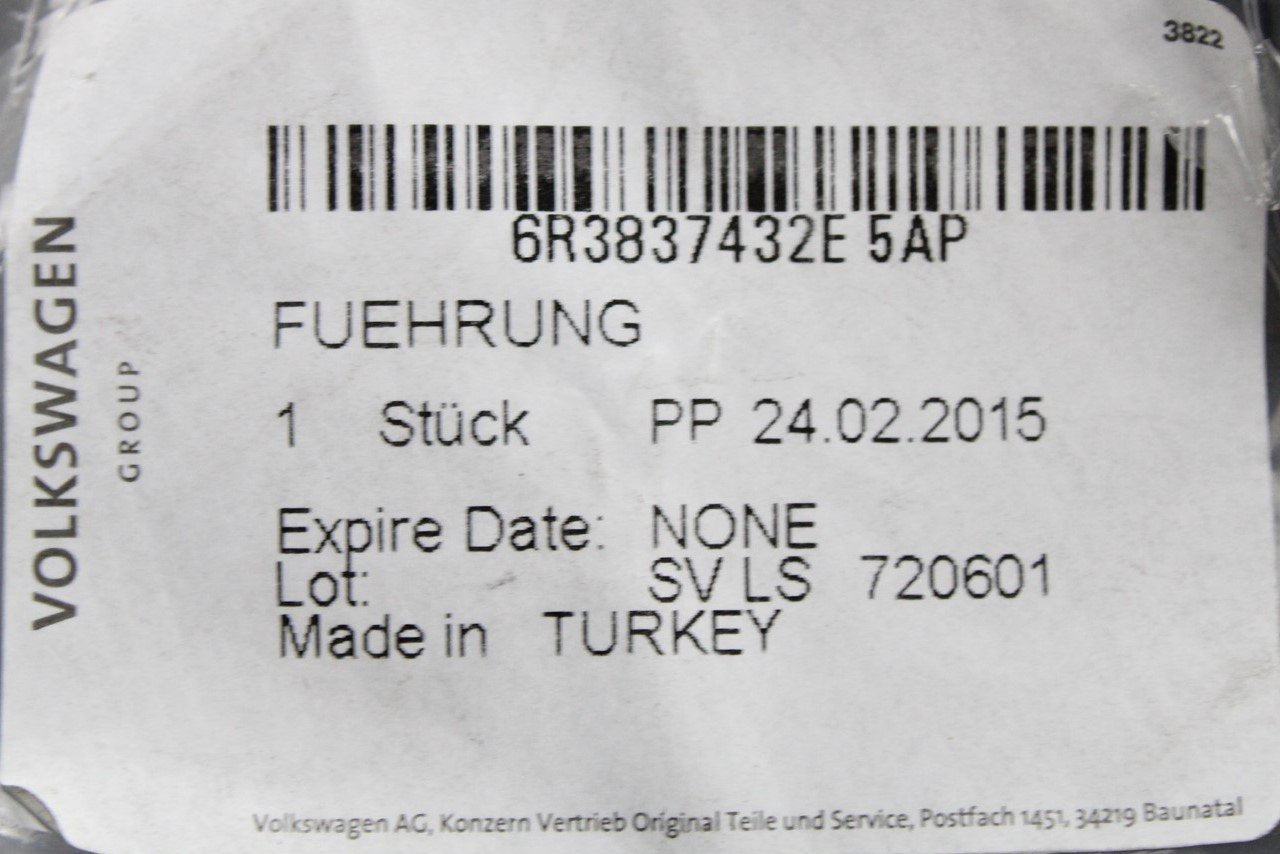 3822
6R3837432E 5AP
FUEHRUNG
1 Stück PP 24.02.2015
Expire Date: NONE
Lot: SV LS 720601
Made in TURKEY
VOLKSWAGEN
GROUP
Volkswagen AG, Konzern Vertrieb Original Teile und Service, Postfach 1451, 34219 Baunatal